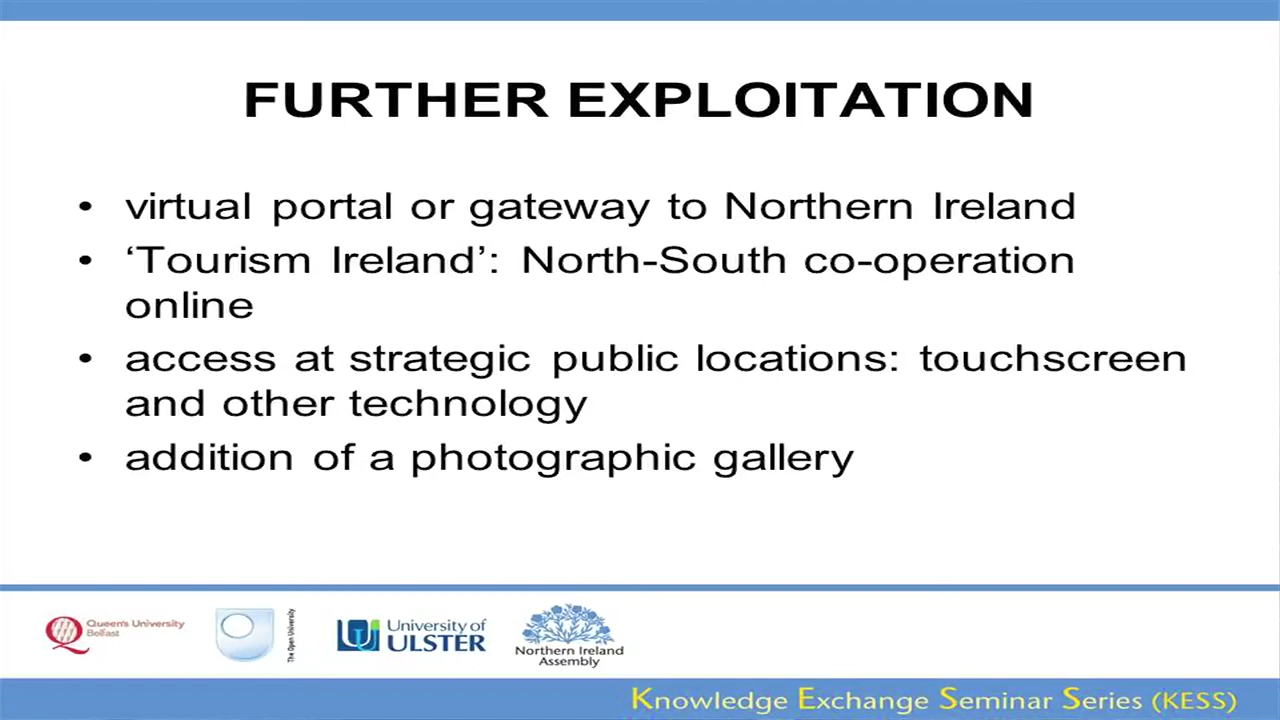 FURTHER EXPLOITATION
• virtual portal or gateway to Northern Ireland
• ‘Tourism Ireland’: North-South co-operation
online
• access at strategic public locations: touchscreen
and other technology
• addition of a photographic gallery
Queen's University
Belfast
The Open University
University of
ULSTER
Northern Ireland
Assembly
Knowledge Exchange Seminar Series (KESS)